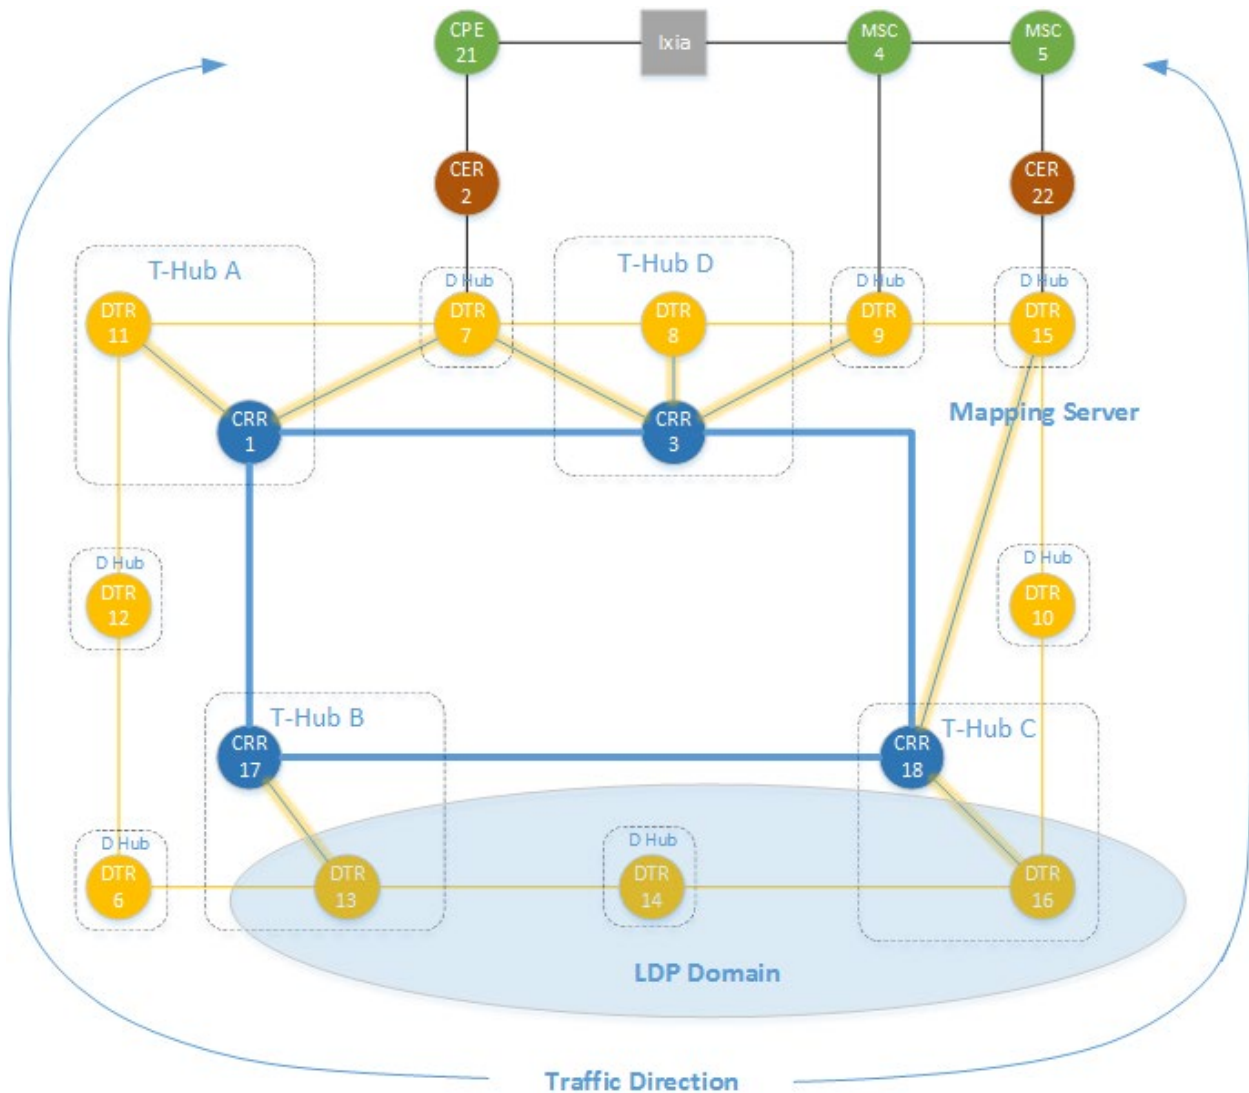 CPE
21
Ixia
MSC
4
MSC
5
CER
2
CER
22
T-Hub A
T-Hub D
D Hub
D Hub
D Hub
DTR
11
DTR
7
DTR
8
DTR
9
DTR
15
CRR
1
CRR
3
Mapping Server
D Hub
DTR
12
D Hub
DTR
10
T-Hub B
T-Hub C
CRR
17
CRR
18
D Hub
DTR
6
DTR
13
D Hub
DTR
14
DTR
16
LDP Domain
Traffic Direction